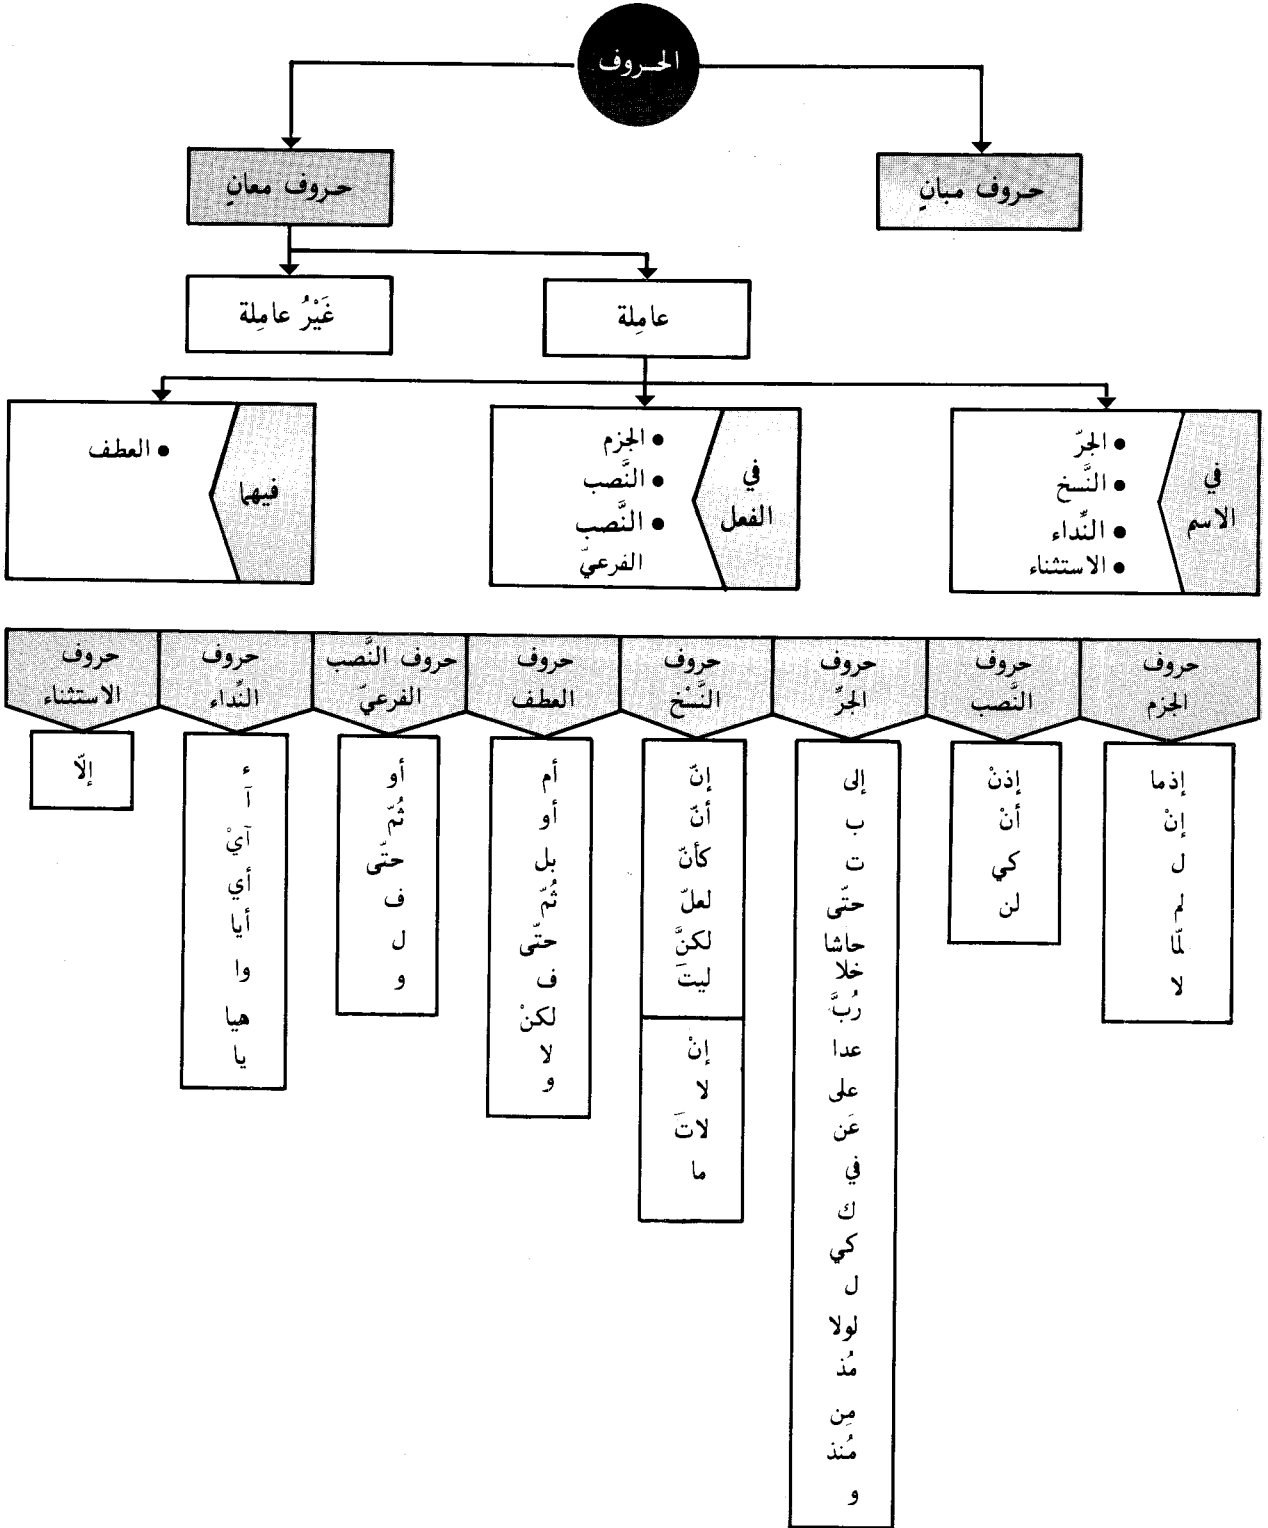 الحروف
حروف مبانٍ
حروف معانٍ
عامِلة
غَيْرُ عامِلة
في
الاسم
• الجرّ
• النَّسخ
• النِّداء
• الاستثناء
في
الفعل
• الجزم
• النَّصب
• النَّصب
الفرعيّ
فيهما
• العطف
حروف
الجزم
إذما
إنْ
ل
لم
لمّا
لا
حروف
النَّصب
إذنْ
أنْ
كي
لن
حروف
الجرِّ
إلى
ب
ت
حتّى
حاشا
خلا
رُبَّ
عدا
على
عَن
في
ك
كي
ل
لولا
مُذ
مِن
مُنذ
و
حروف
النَّسْخ
إنّ
أنّ
كأنّ
لعلّ
لكنَّ
ليتَ
إنْ
لا
لاتَ
ما
حروف
العطف
أم
أو
بل
ثُمّ
حتّى
ف
لكنْ
لا
و
حروف النَّصب
الفرعيّ
أو
ثُمّ
حتّى
ف
ل
و
حروف
النِّداء
ء
آ
آيْ
أي
أيا
وا
هيا
يا
حروف
الاستثناء
إلّا